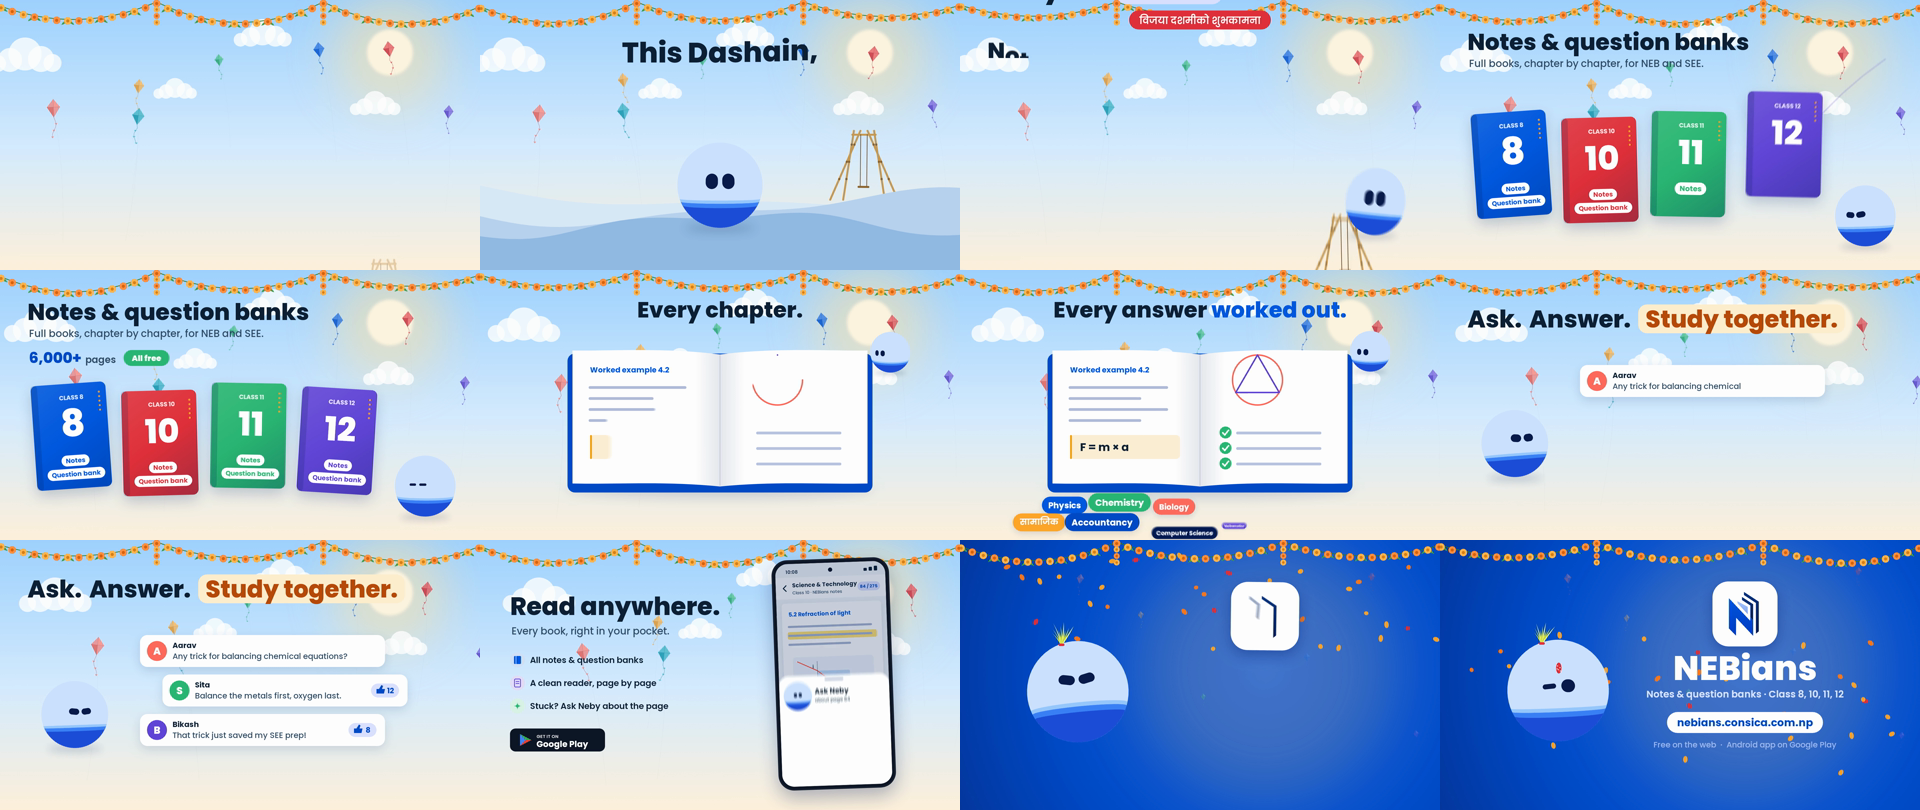 This Dashain,
विजया दशमीको शुभकामना
Notes & question banks
Full books, chapter by chapter, for NEB and SEE.
CLASS 8
8
Notes
Question bank
CLASS 10
10
Notes
Question bank
CLASS 11
11
Notes
CLASS 12
12
Notes & question banks
Full books, chapter by chapter, for NEB and SEE.
6,000+ pages
All free
CLASS 8
8
Notes
Question bank
CLASS 10
10
Notes
Question bank
CLASS 11
11
Notes
Question bank
CLASS 12
12
Notes
Question bank
Every chapter.
Worked example 4.2
Every answer worked out.
Worked example 4.2
F = m × a
Physics
Chemistry
Biology
सामाजिक
Accountancy
Computer Science
Ask. Answer. Study together.
A
Aarav
Any trick for balancing chemical
Ask. Answer. Study together.
A
Aarav
Any trick for balancing chemical equations?
S
Sita
Balance the metals first, oxygen last.
12
B
Bikash
That trick just saved my SEE prep!
8
Read anywhere.
Every book, right in your pocket.
All notes & question banks
A clean reader, page by page
Stuck? Ask Neby about the page
GET IT ON
Google Play
Science & Technology
Class 10 · NEBians notes
5.2 Refraction of light
Ask Neby
N
NEBians
Notes & question banks · Class 8, 10, 11, 12
nebians.consica.com.np
Free on the web · Android app on Google Play